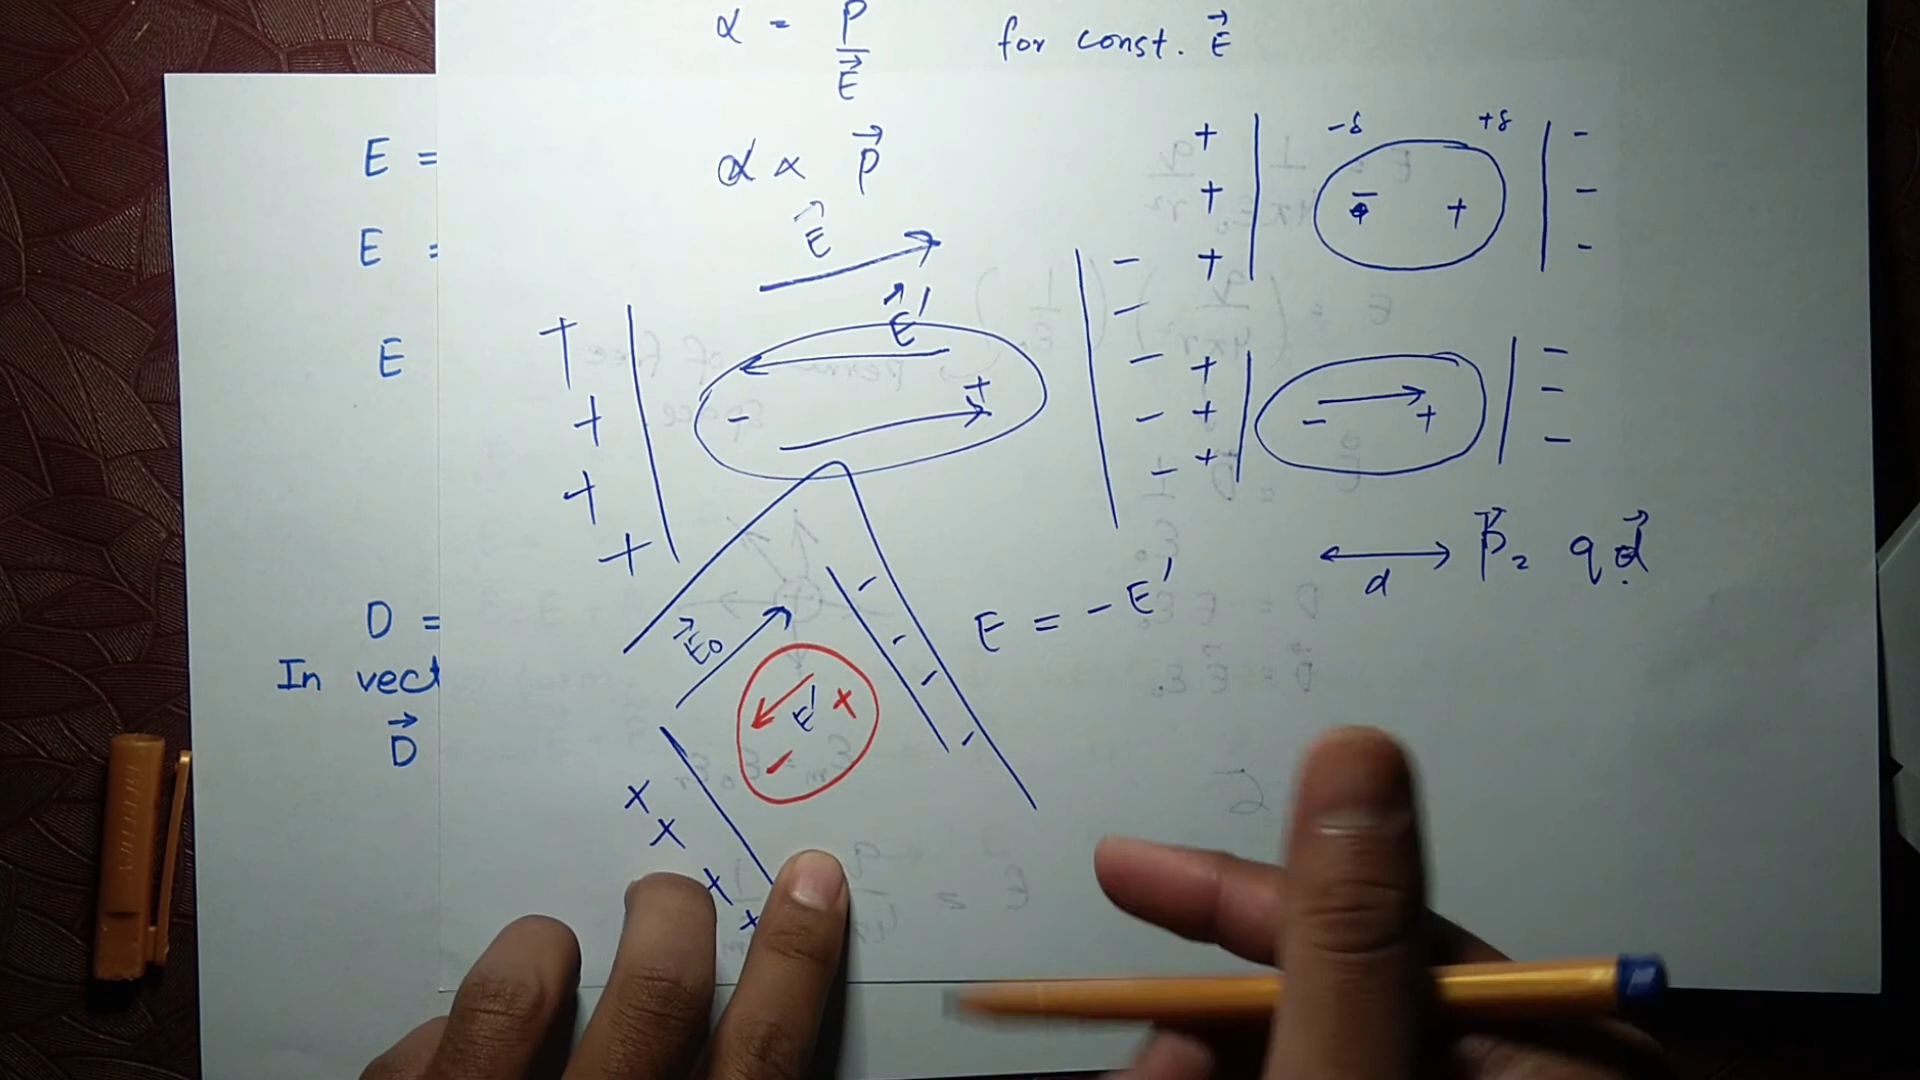 α = P / E⃗ for const. E⃗
E =
α ∝ P⃗
E =
E
-δ +δ
+ + +
- +
- - -
E⃗
E⃗'
+ + + +
- +
- - - - -
+ + +
- +
- - -
d
P⃗ = q d⃗
E = - E'
E⃗₀
E' +
-
- - - -
+ + + +
D =
In vect
D⃗